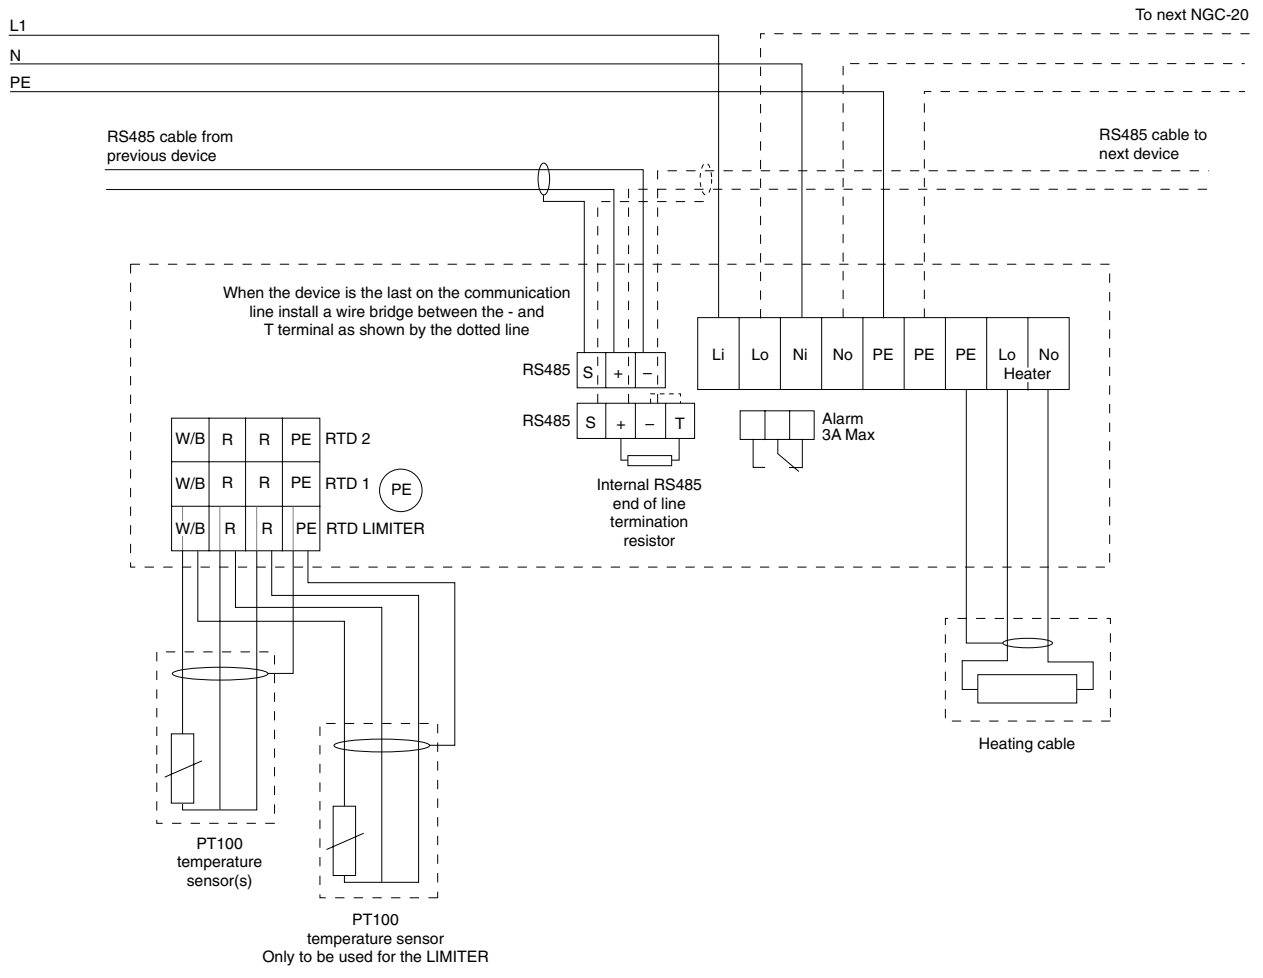 To next NGC-20
L1
N
PE
RS485 cable from
previous device
RS485 cable to
next device
When the device is the last on the communication
line install a wire bridge between the - and
T terminal as shown by the dotted line
Li Lo Ni No PE PE PE Lo No
Heater
RS485 S + –
RS485 S + – T
Alarm
3A Max
W/B R R PE RTD 2
W/B R R PE RTD 1
PE
W/B R R PE RTD LIMITER
Internal RS485
end of line
termination
resistor
Heating cable
PT100
temperature
sensor(s)
PT100
temperature sensor
Only to be used for the LIMITER